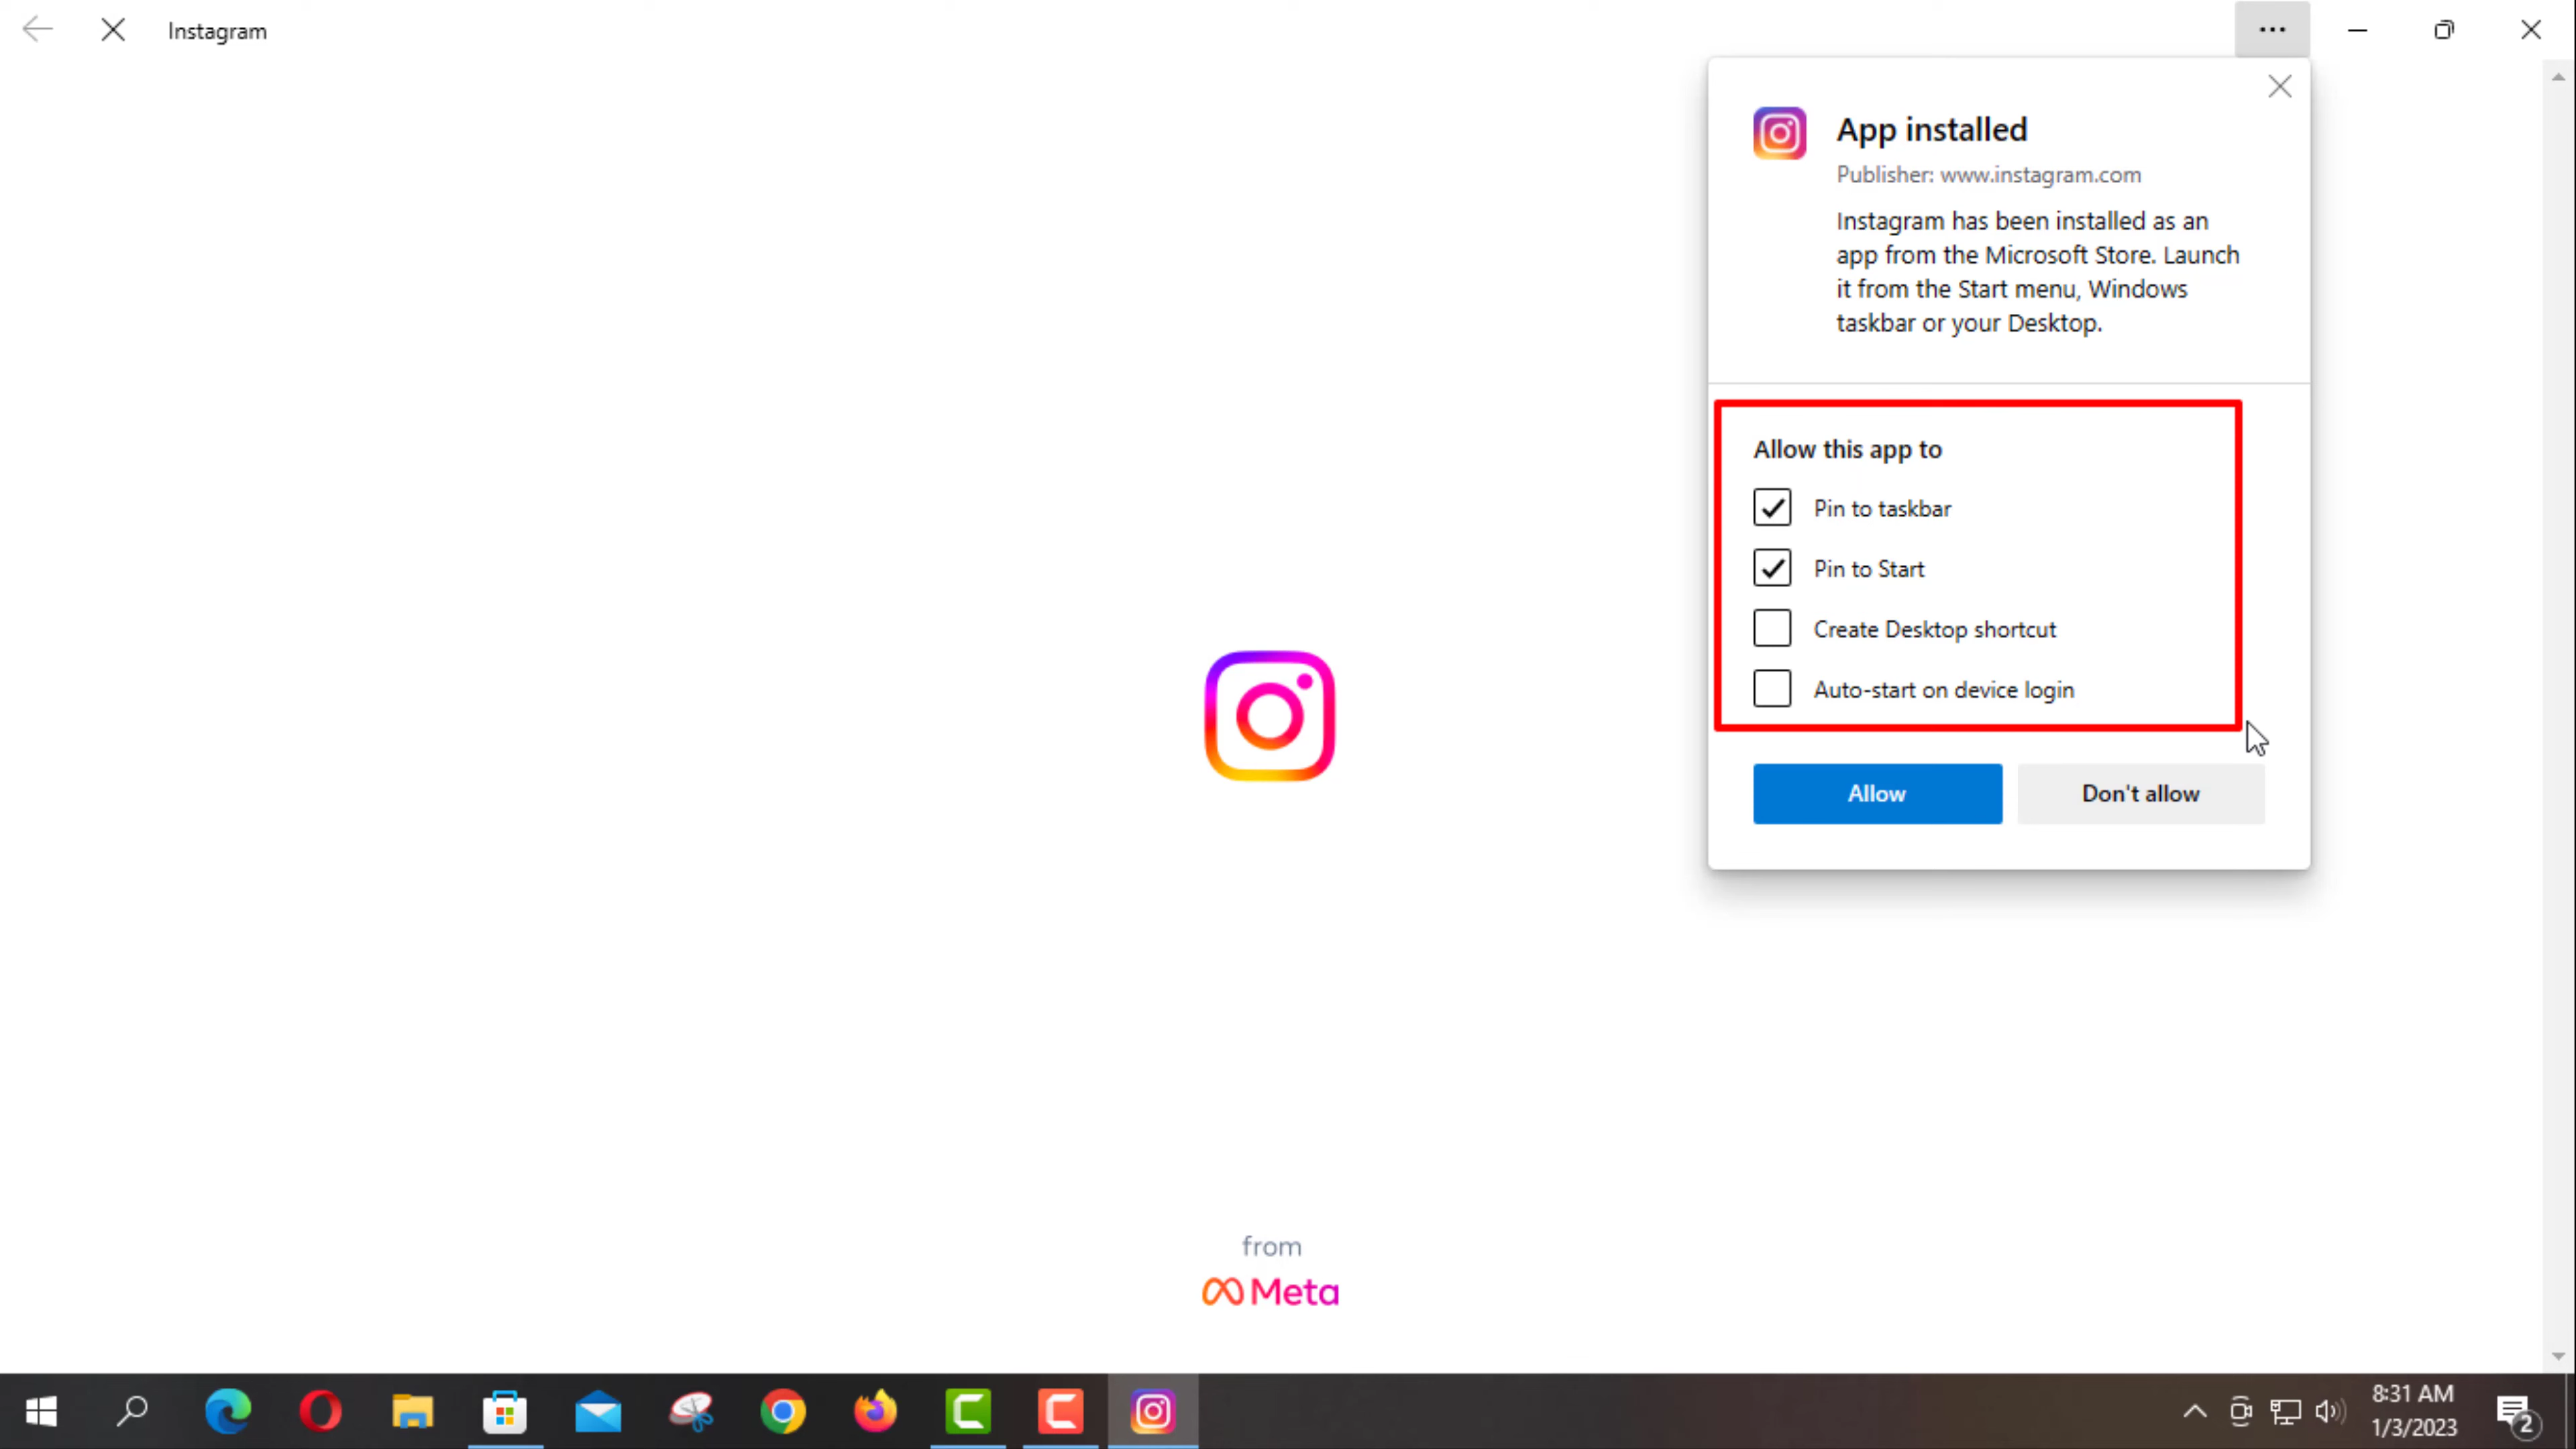 Instagram
App installed
Publisher: www.instagram.com
Instagram has been installed as an
app from the Microsoft Store. Launch
it from the Start menu, Windows
taskbar or your Desktop.
Allow this app to
Pin to taskbar
Pin to Start
Create Desktop shortcut
Auto-start on device login
Allow
Don't allow
from
Meta
8:31 AM
1/3/2023
2